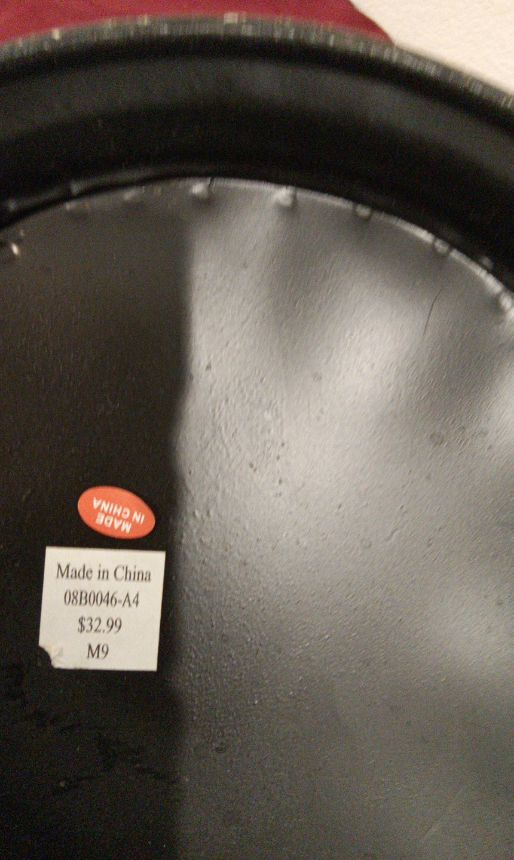 MADE
IN CHINA
Made in China
08B0046-A4
$32.99
M9